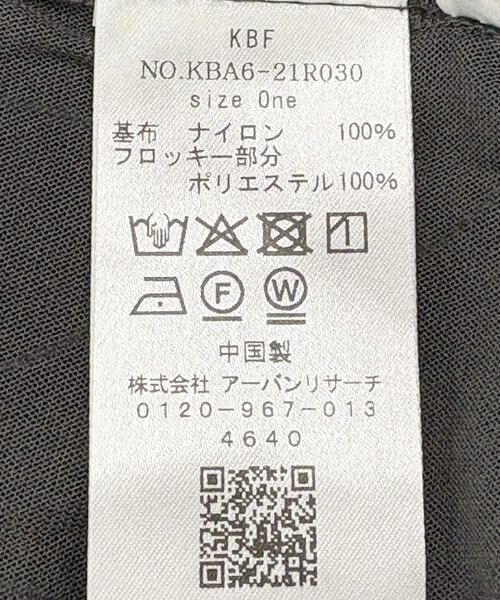 KBF
NO.KBA6-21R030
size One
基布 ナイロン 100%
フロッキー部分
ポリエステル100%
F W
中国製
株式会社 アーバンリサーチ
0120-967-013
4640